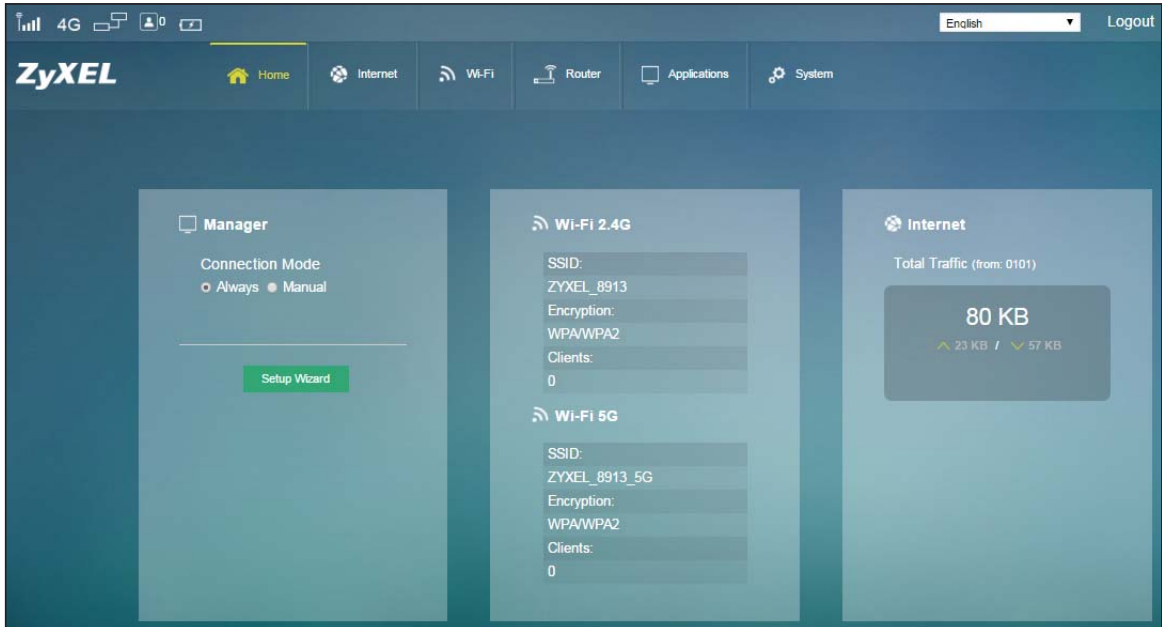 4G 0 English Logout
ZyXEL Home Internet Wi-Fi Router Applications System
Manager
Connection Mode
Always Manual
Setup Wizard
Wi-Fi 2.4G
SSID:
ZYXEL_8913
Encryption:
WPA/WPA2
Clients:
0
Wi-Fi 5G
SSID:
ZYXEL_8913_5G
Encryption:
WPA/WPA2
Clients:
0
Internet
Total Traffic (from: 0101)
80 KB
23 KB / 57 KB